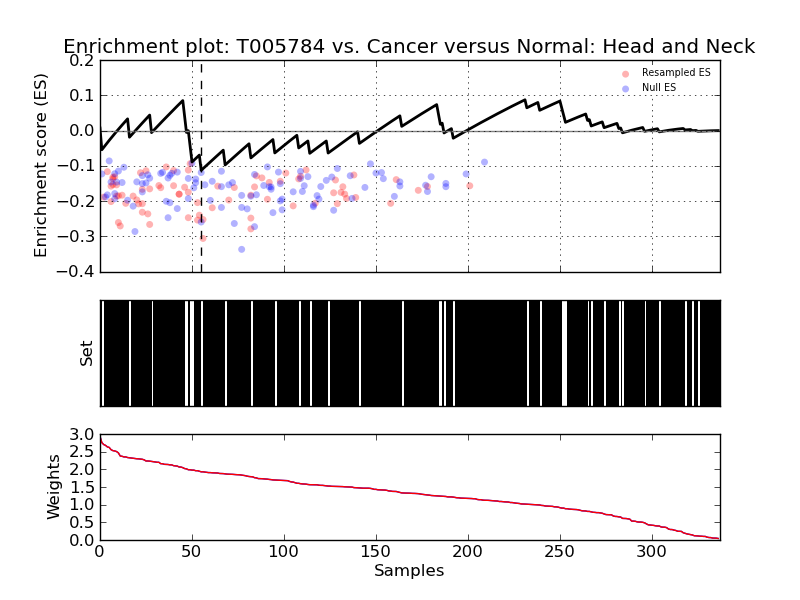 Enrichment plot: T005784 vs. Cancer versus Normal: Head and Neck
Enrichment score (ES)
0.2
0.1
0.0
−0.1
−0.2
−0.3
−0.4
Resampled ES
Null ES
Set
Weights
3.0
2.5
2.0
1.5
1.0
0.5
0.0
0 50 100 150 200 250 300
Samples